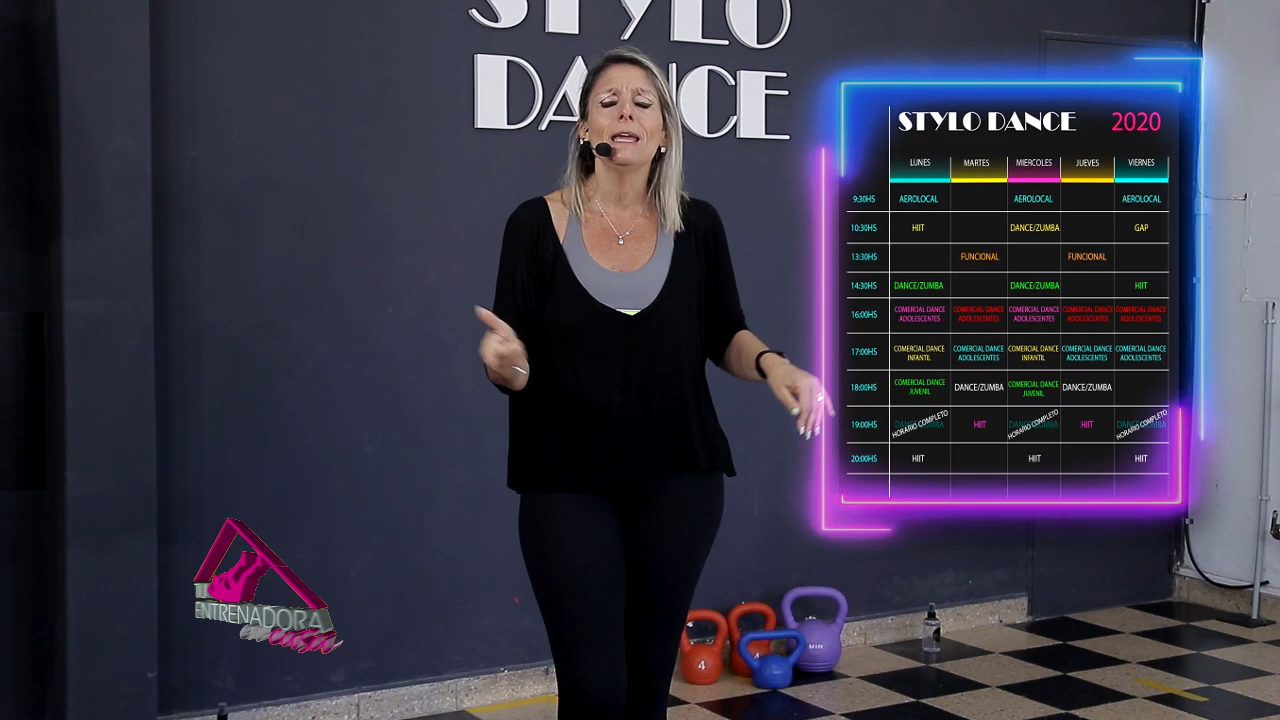 STYLO
DANCE
STYLO DANCE 2020
LUNES MARTES MIERCOLES JUEVES VIERNES
9:30HS AEROLOCAL AEROLOCAL AEROLOCAL
10:30HS HIIT DANCE/ZUMBA GAP
13:30HS FUNCIONAL FUNCIONAL
14:30HS DANCE/ZUMBA DANCE/ZUMBA HIIT
16:00HS COMERCIAL DANCE COMERCIAL DANCE COMERCIAL DANCE COMERCIAL DANCE COMERCIAL DANCE
ADOLESCENTES ADOLESCENTES ADOLESCENTES ADOLESCENTES ADOLESCENTES
17:00HS COMERCIAL DANCE COMERCIAL DANCE COMERCIAL DANCE COMERCIAL DANCE COMERCIAL DANCE
INFANTIL ADOLESCENTES INFANTIL ADOLESCENTES ADOLESCENTES
18:00HS COMERCIAL DANCE DANCE/ZUMBA COMERCIAL DANCE DANCE/ZUMBA
JUVENIL JUVENIL
19:00HS HORARIO COMPLETO HIIT HORARIO COMPLETO HIIT HORARIO COMPLETO
20:00HS HIIT HIIT HIIT
TU
ENTRENADORA
en casa
4
4